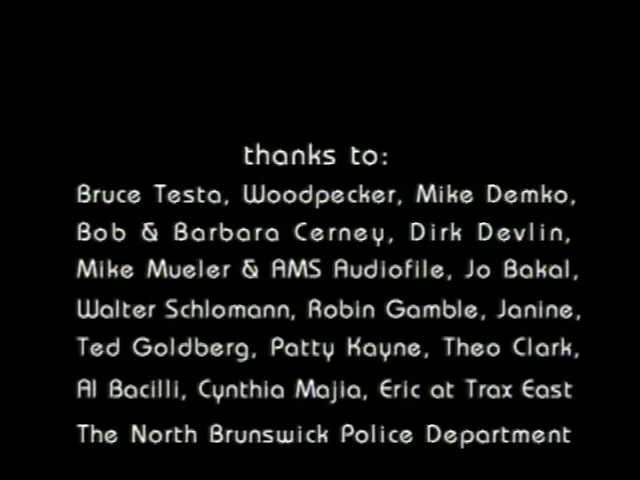 thanks to:
Bruce Testa, Woodpecker, Mike Demko,
Bob & Barbara Cerney, Dirk Devlin,
Mike Mueler & AMS Audiofile, Jo Bakal,
Walter Schlomann, Robin Gamble, Janine,
Ted Goldberg, Patty Kayne, Theo Clark,
Al Bacilli, Cynthia Majia, Eric at Trax East
The North Brunswick Police Department